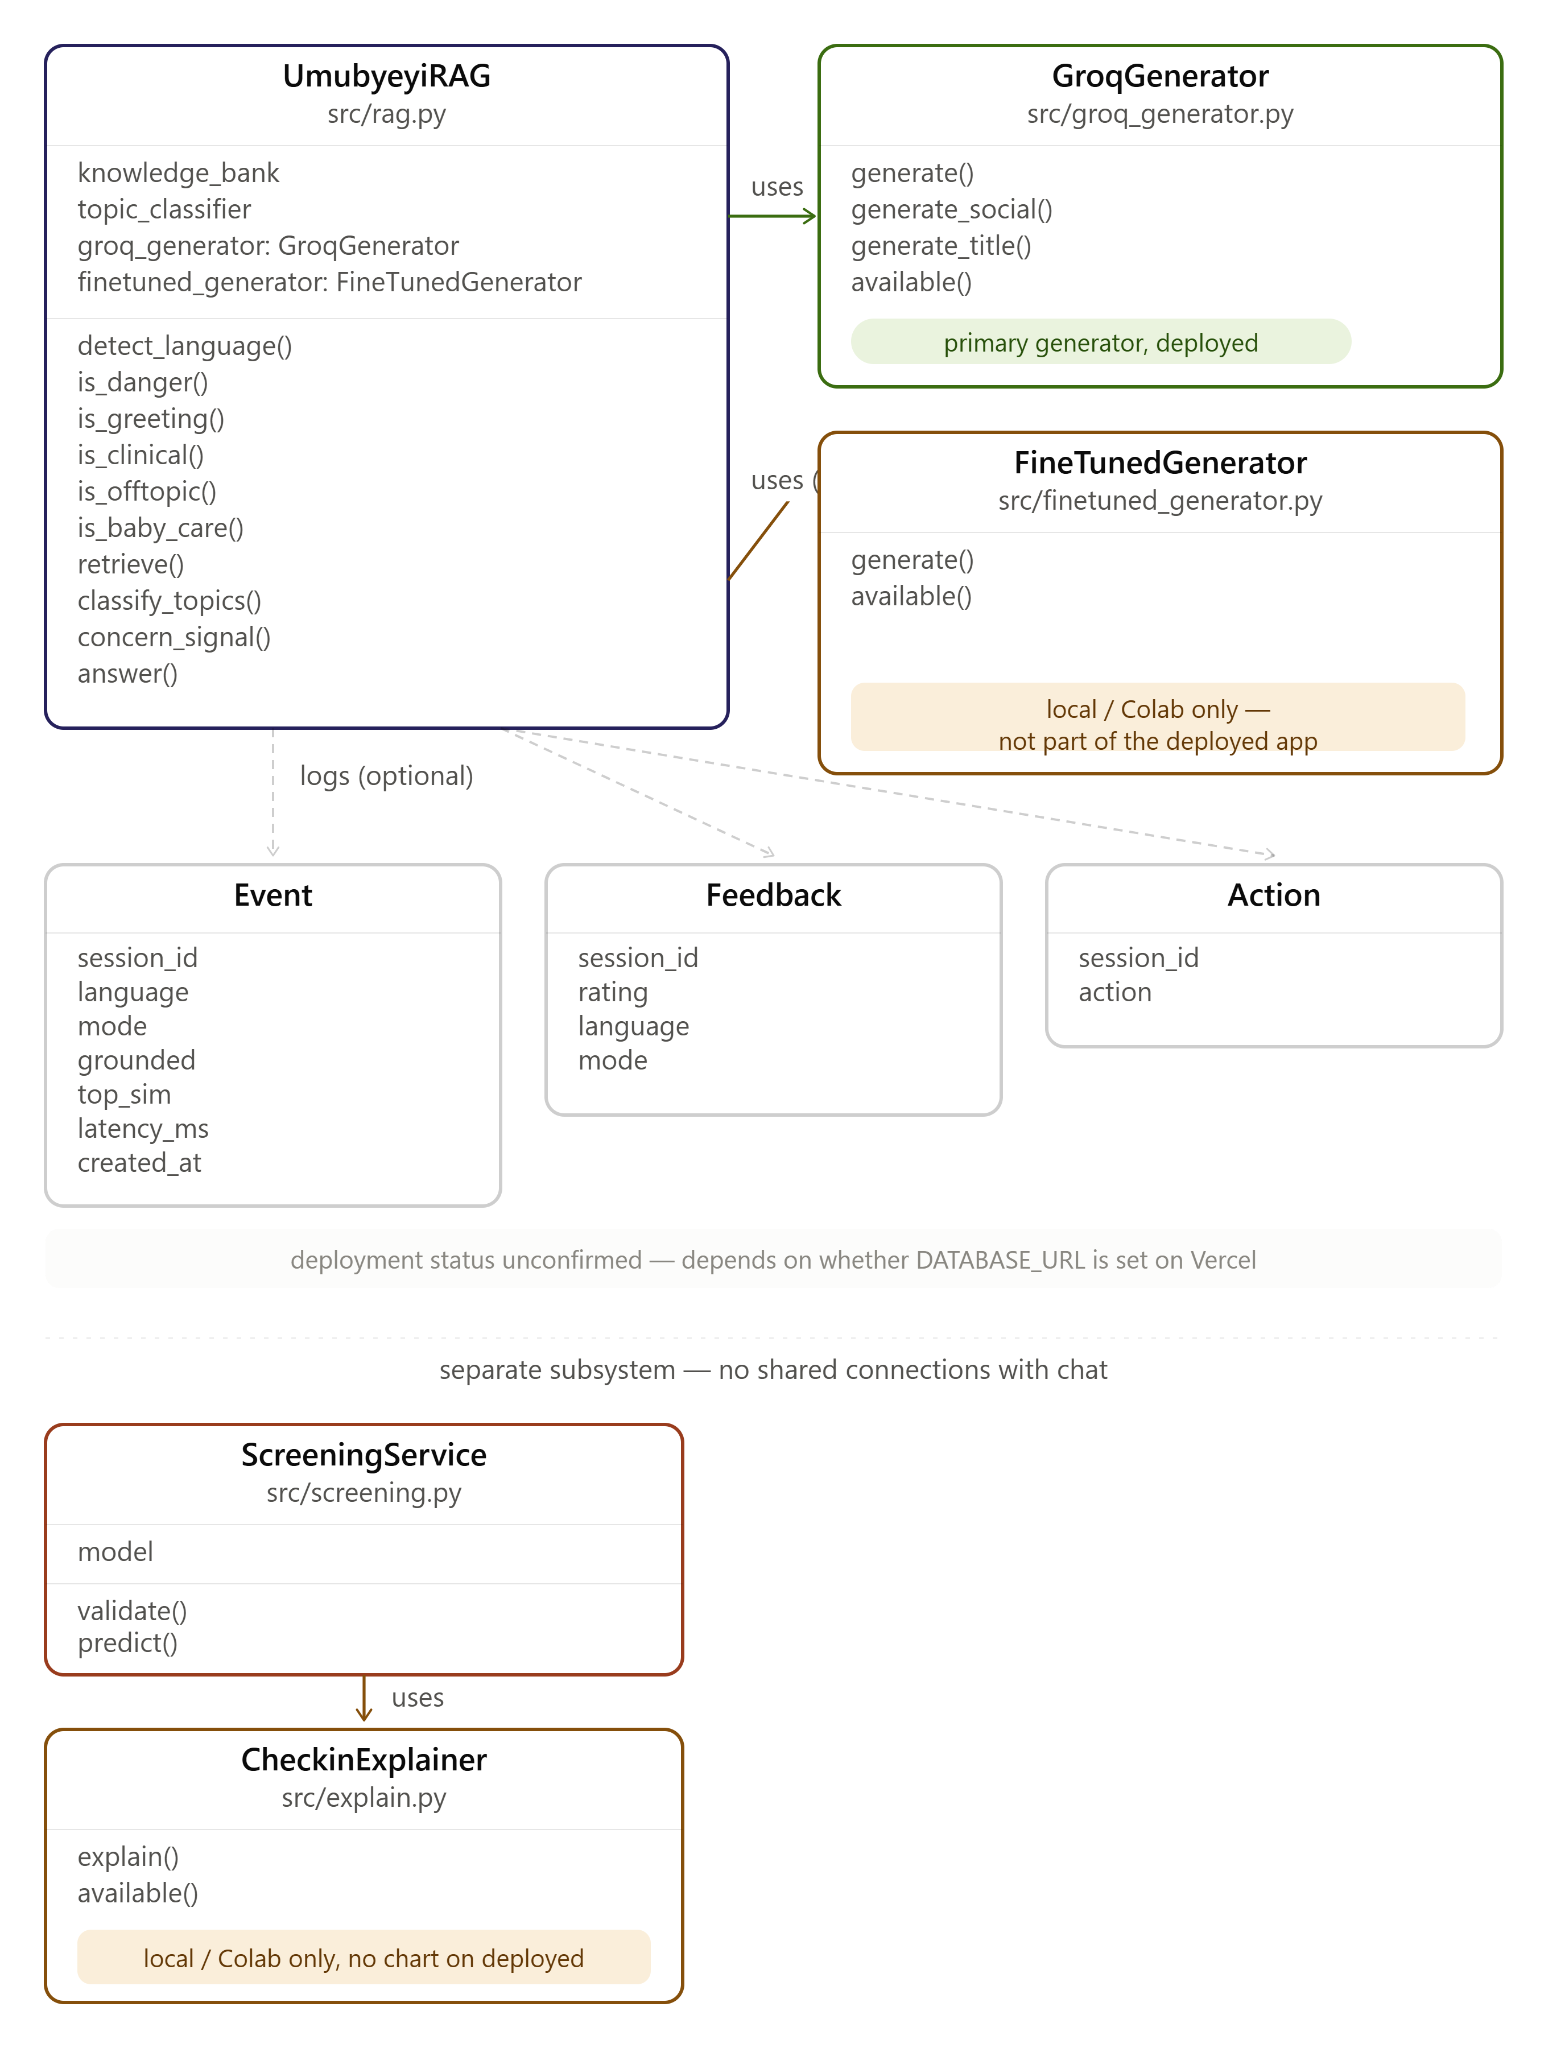 UmubyeyiRAG
src/rag.py
knowledge_bank
topic_classifier
groq_generator: GroqGenerator
finetuned_generator: FineTunedGenerator
detect_language()
is_danger()
is_greeting()
is_clinical()
is_offtopic()
is_baby_care()
retrieve()
classify_topics()
concern_signal()
answer()
uses
GroqGenerator
src/groq_generator.py
generate()
generate_social()
generate_title()
available()
primary generator, deployed
uses (
FineTunedGenerator
src/finetuned_generator.py
generate()
available()
local / Colab only —
not part of the deployed app
logs (optional)
Event
session_id
language
mode
grounded
top_sim
latency_ms
created_at
Feedback
session_id
rating
language
mode
Action
session_id
action
deployment status unconfirmed — depends on whether DATABASE_URL is set on Vercel
separate subsystem — no shared connections with chat
ScreeningService
src/screening.py
model
validate()
predict()
uses
CheckinExplainer
src/explain.py
explain()
available()
local / Colab only, no chart on deployed